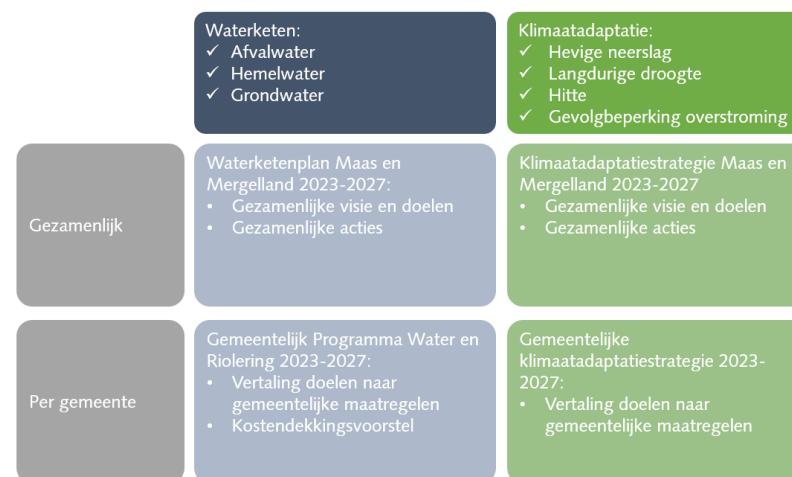 Waterketen:
✓ Afvalwater
✓ Hemelwater
✓ Grondwater
Klimaatadaptatie:
✓ Hevige neerslag
✓ Langdurige droogte
✓ Hitte
✓ Gevolgbeperking overstroming
Gezamenlijk
Waterketenplan Maas en
Mergelland 2023-2027:
• Gezamenlijke visie en doelen
• Gezamenlijke acties
Klimaatadaptatiestrategie Maas en
Mergelland 2023-2027
• Gezamenlijke visie en doelen
• Gezamenlijke acties
Per gemeente
Gemeentelijk Programma Water en
Riolering 2023-2027:
• Vertaling doelen naar
gemeentelijke maatregelen
• Kostendekkingsvoorstel
Gemeentelijke
klimaatadaptatiestrategie 2023-
2027:
• Vertaling doelen naar
gemeentelijke maatregelen